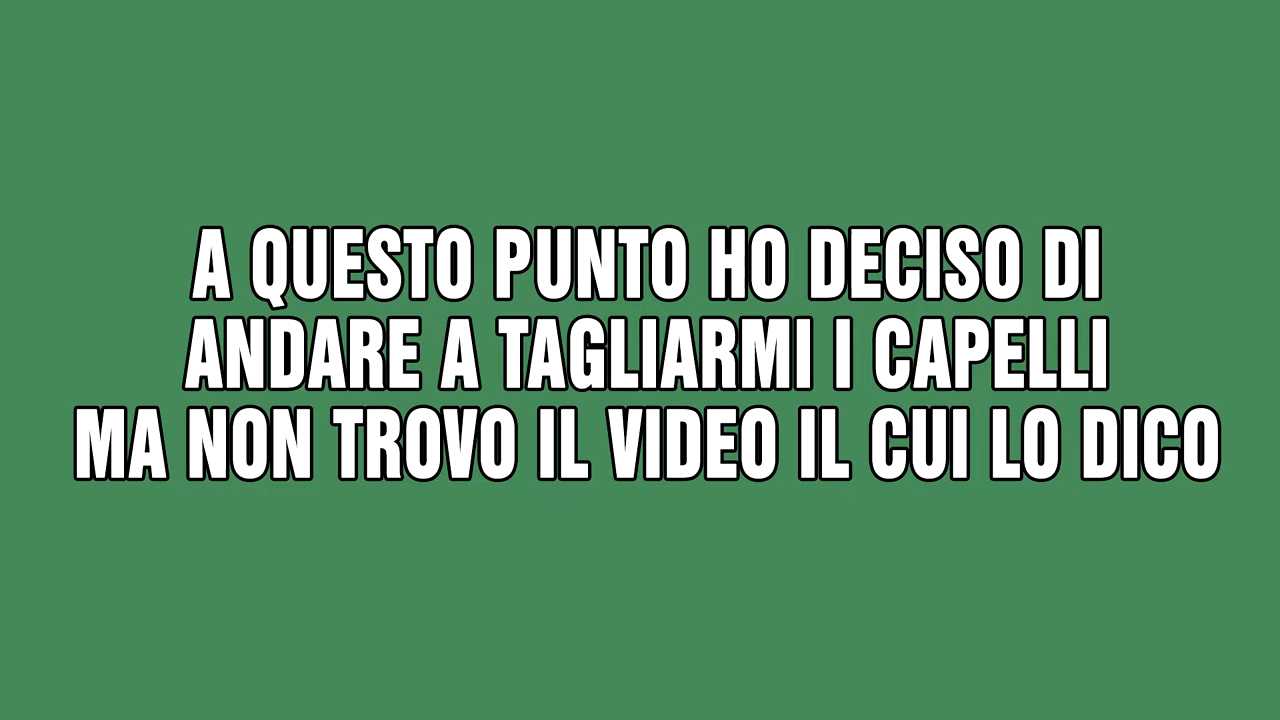 A QUESTO PUNTO HO DECISO DI
ANDARE A TAGLIARMI I CAPELLI
MA NON TROVO IL VIDEO IL CUI LO DICO